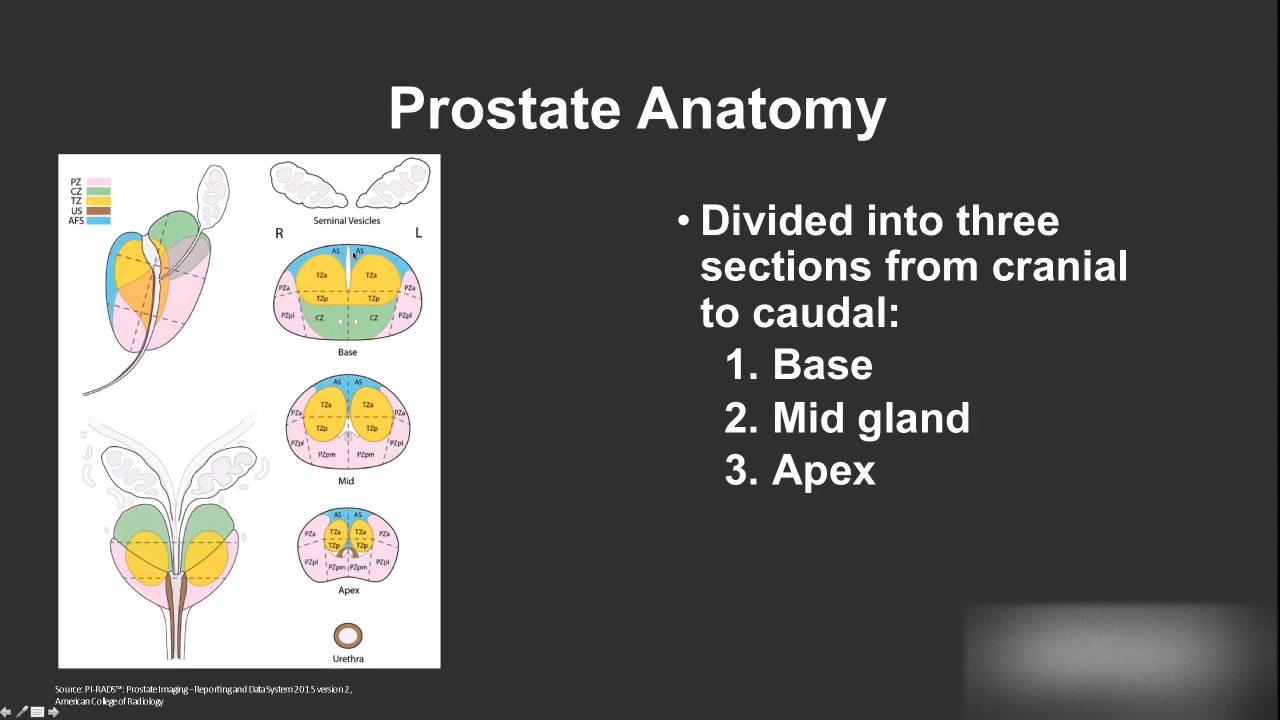 Prostate Anatomy
PZ
CZ
TZ
US
AFS
Seminal Vesicles
R L
AS AS
TZa TZa
PZa PZa
TZp TZp
PZpl CZ CZ PZpl
Base
AS AS
TZa TZa
PZa PZa
TZp TZp
PZpl PZpl
PZpm PZpm
Mid
AS
PZa TZa TZa PZa
TZp TZp
PZpl PZpm PZpm PZpl
Apex
Urethra
• Divided into three
sections from cranial
to caudal:
1. Base
2. Mid gland
3. Apex
Source: PI-RADS™: Prostate Imaging–Reporting and Data System 2015 version 2,
American College of Radiology